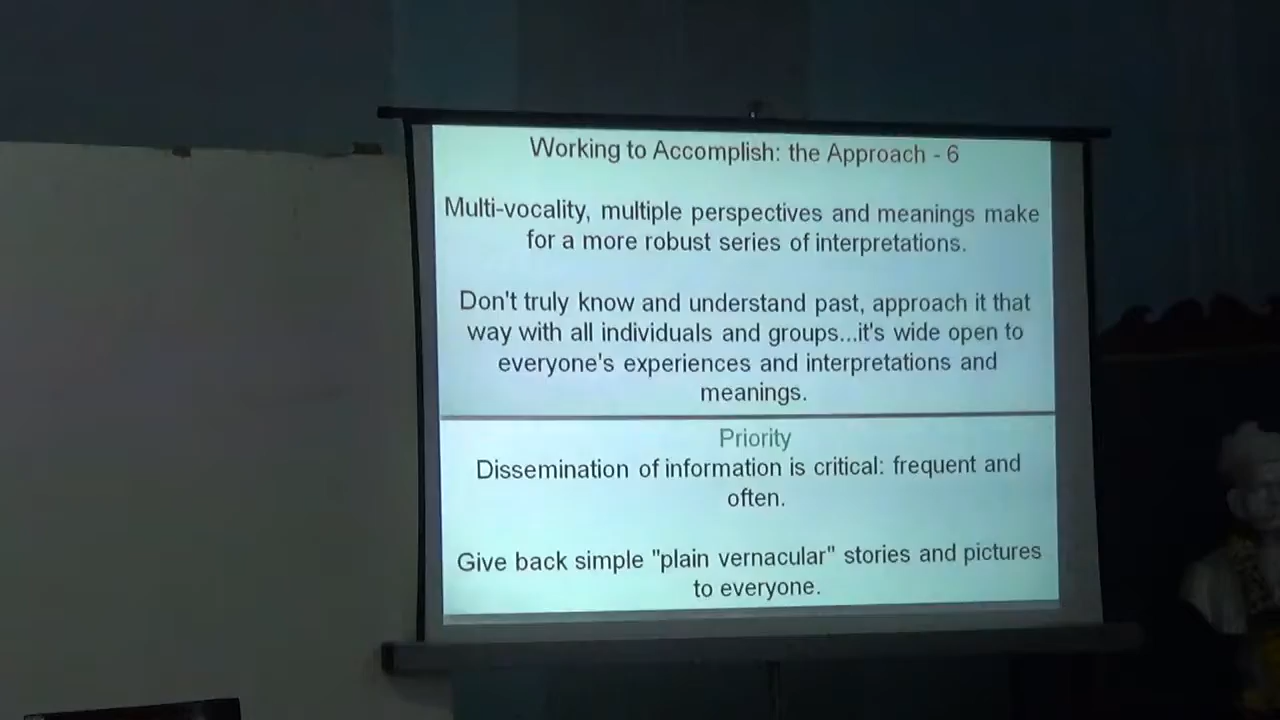 Working to Accomplish: the Approach - 6
Multi-vocality, multiple perspectives and meanings make
for a more robust series of interpretations.
Don't truly know and understand past, approach it that
way with all individuals and groups...it's wide open to
everyone's experiences and interpretations and
meanings.
Priority
Dissemination of information is critical: frequent and
often.
Give back simple "plain vernacular" stories and pictures
to everyone.